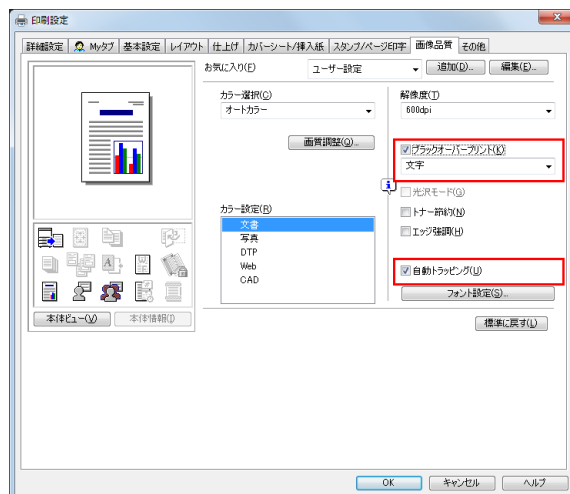 印刷設定
詳細設定 Myタブ 基本設定 レイアウト 仕上げ カバーシート/挿入紙 スタンプ/ページ印字 画像品質 その他
お気に入り(F) ユーザー設定 追加(D)... 編集(E)...
カラー選択(C)
オートカラー
画質調整(Q)...
解像度(T)
600dpi
ブラックオーバープリント(K)
文字
光沢モード(G)
トナー節約(N)
エッジ強調(H)
カラー設定(R)
文書
写真
DTP
Web
CAD
自動トラッピング(U)
フォント設定(S)...
本体ビュー(V) 本体情報(I)
標準に戻す(L)
OK キャンセル ヘルプ